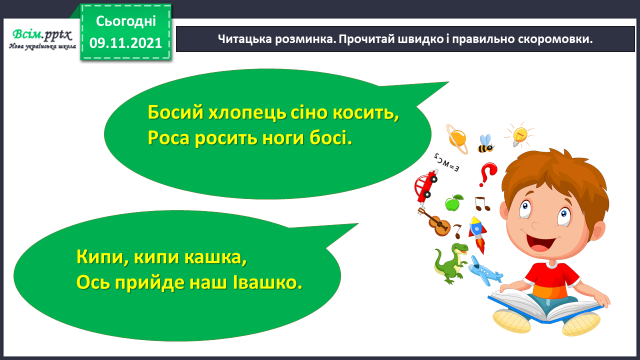 Всім.pptx
Нова українська школа
Сьогодні
09.11.2021
Читацька розминка. Прочитай швидко і правильно скоромовки.
Босий хлопець сіно косить,
Роса росить ноги босі.
E=MC2
?
Кипи, кипи кашка,
Ось прийде наш Івашко.